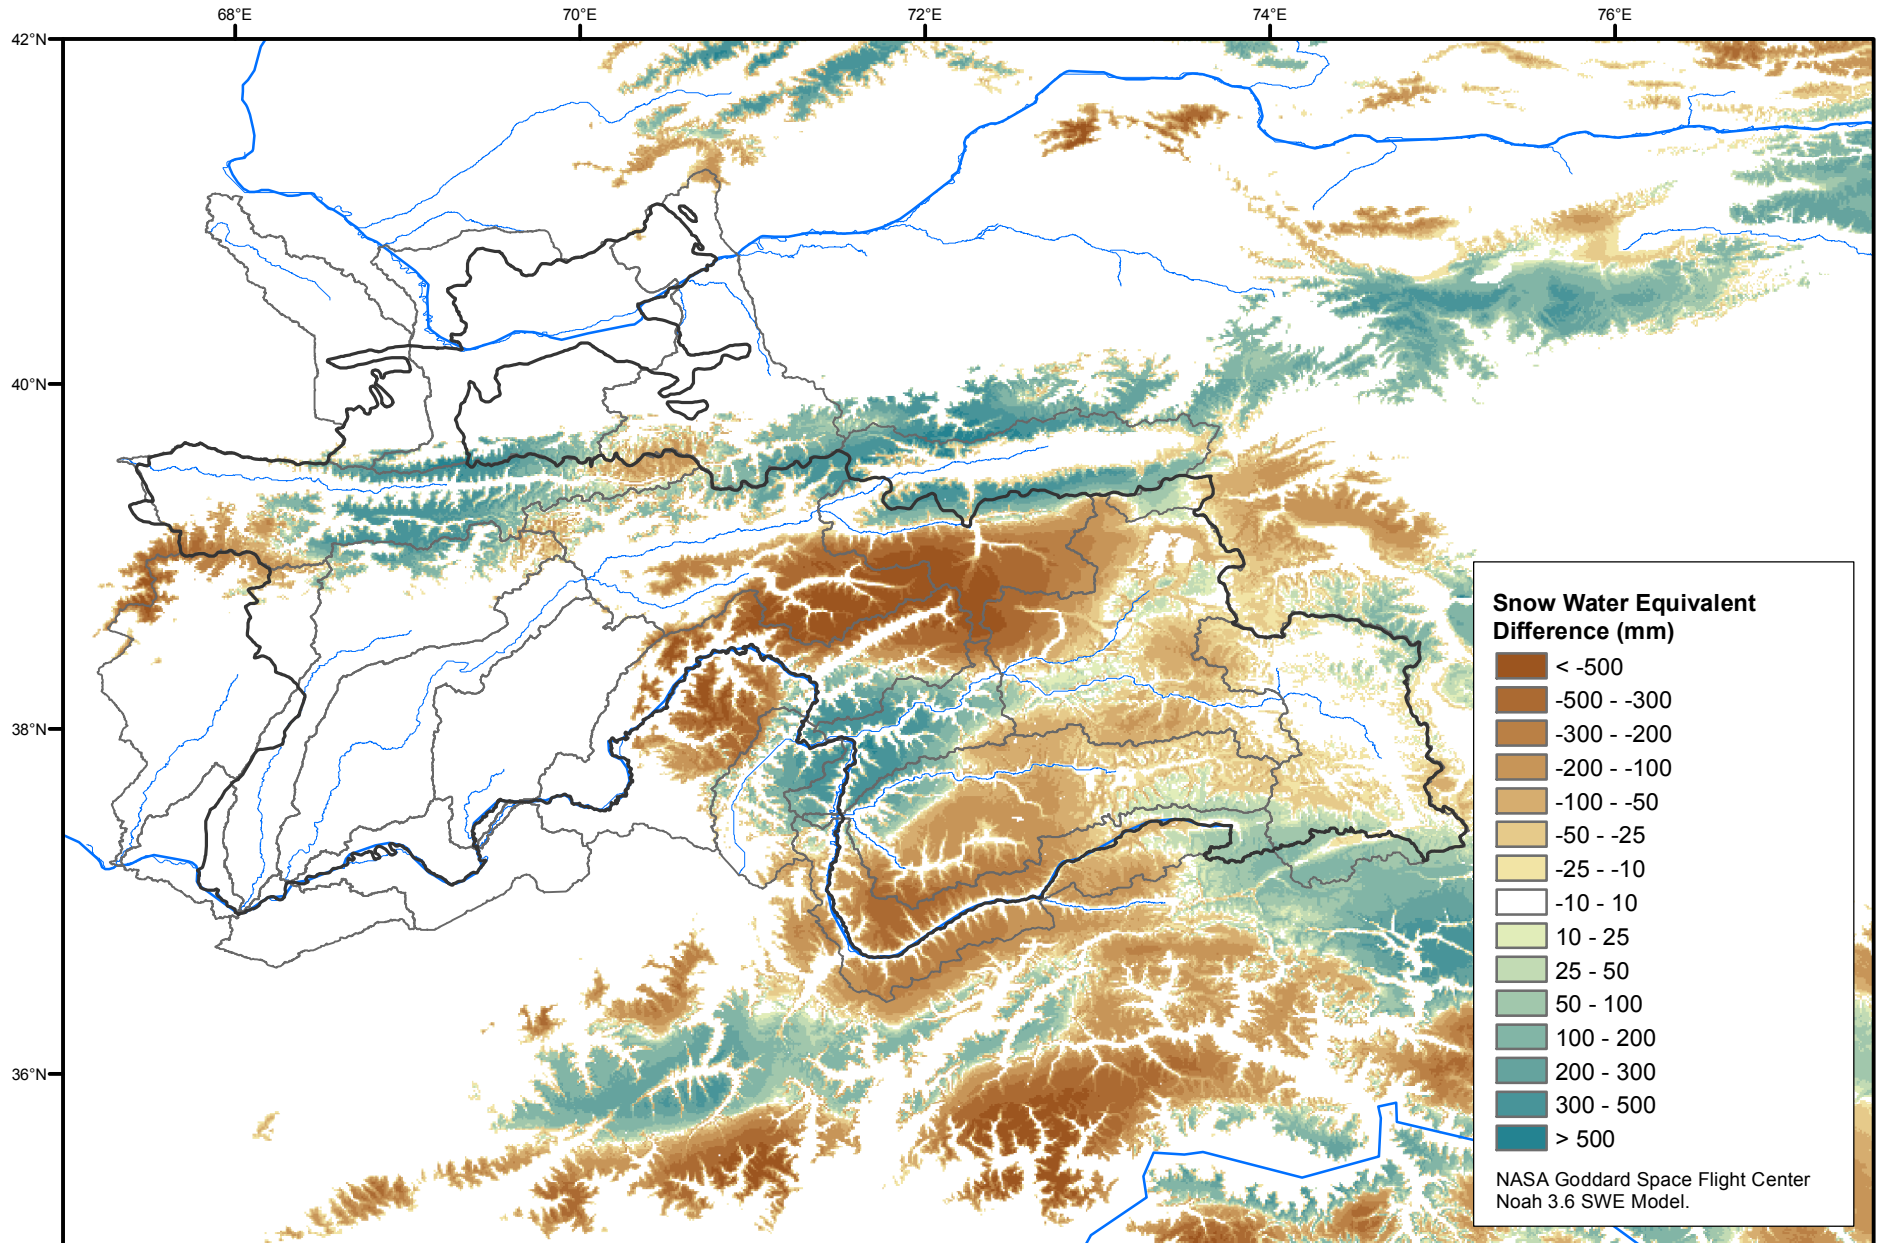 68°E 70°E 72°E 74°E 76°E
42°N
40°N
38°N
36°N
Snow Water Equivalent
Difference (mm)
< -500
-500 - -300
-300 - -200
-200 - -100
-100 - -50
-50 - -25
-25 - -10
-10 - 10
10 - 25
25 - 50
50 - 100
100 - 200
200 - 300
300 - 500
> 500
NASA Goddard Space Flight Center
Noah 3.6 SWE Model.